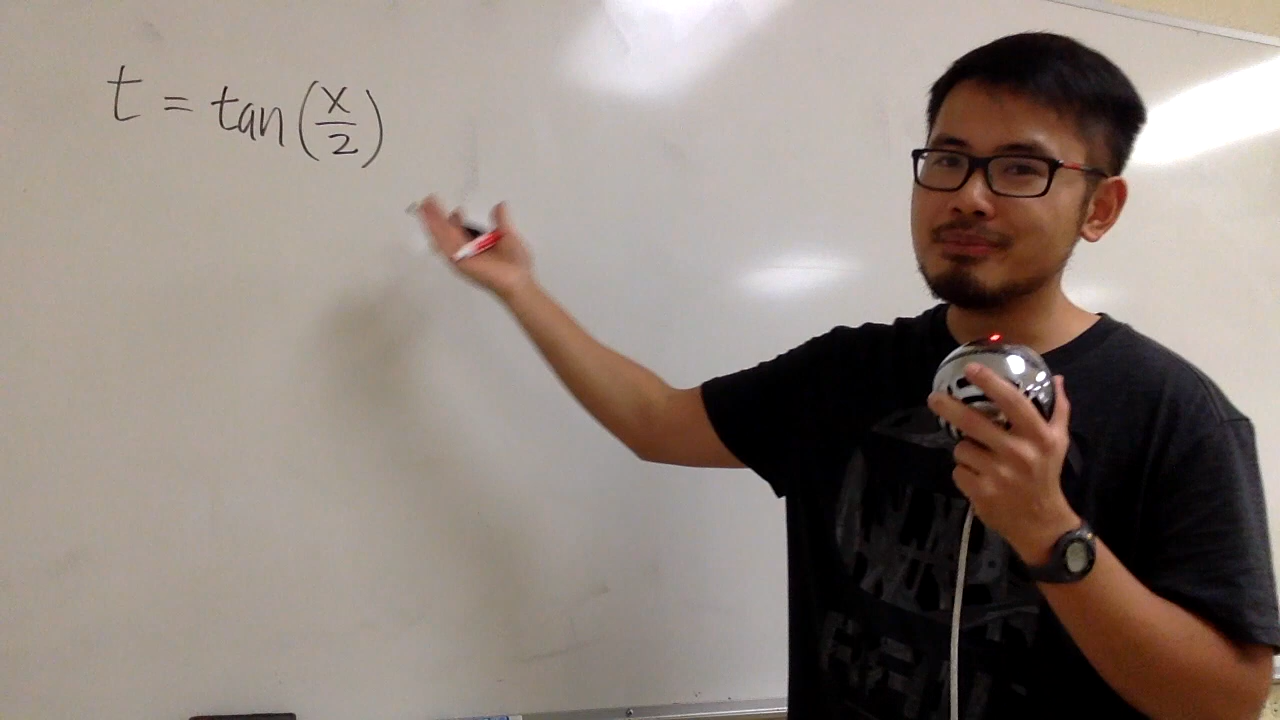 t = tan(x/2)